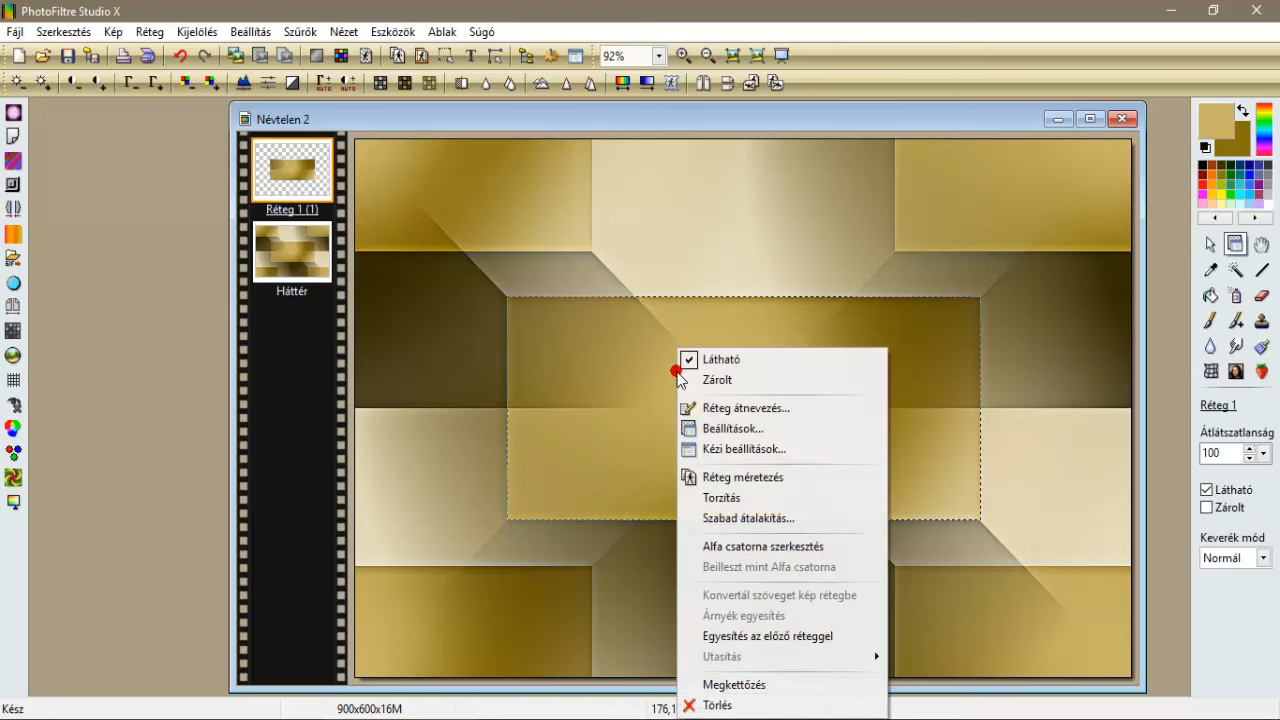 PhotoFiltre Studio X
Fájl Szerkesztés Kép Réteg Kijelölés Beállítás Szűrők Nézet Eszközök Ablak Súgó
92%
AUTO AUTO
Névtelen 2
Réteg 1 (1)
Háttér
GIF
Látható
Zárolt
Réteg átnevezés...
Beállítások...
Kézi beállítások...
Réteg méretezés
Torzítás
Szabad átalakítás...
Alfa csatorna szerkesztés
Beilleszt mint Alfa csatorna
Konvertál szöveget kép rétegbe
Árnyék egyesítés
Egyesítés az előző réteggel
Utasítás
Megkettőzés
Törlés
Réteg 1
Átlátszatlanság
100
Látható
Zárolt
Keverék mód
Normál
Kész
900x600x16M
176,1